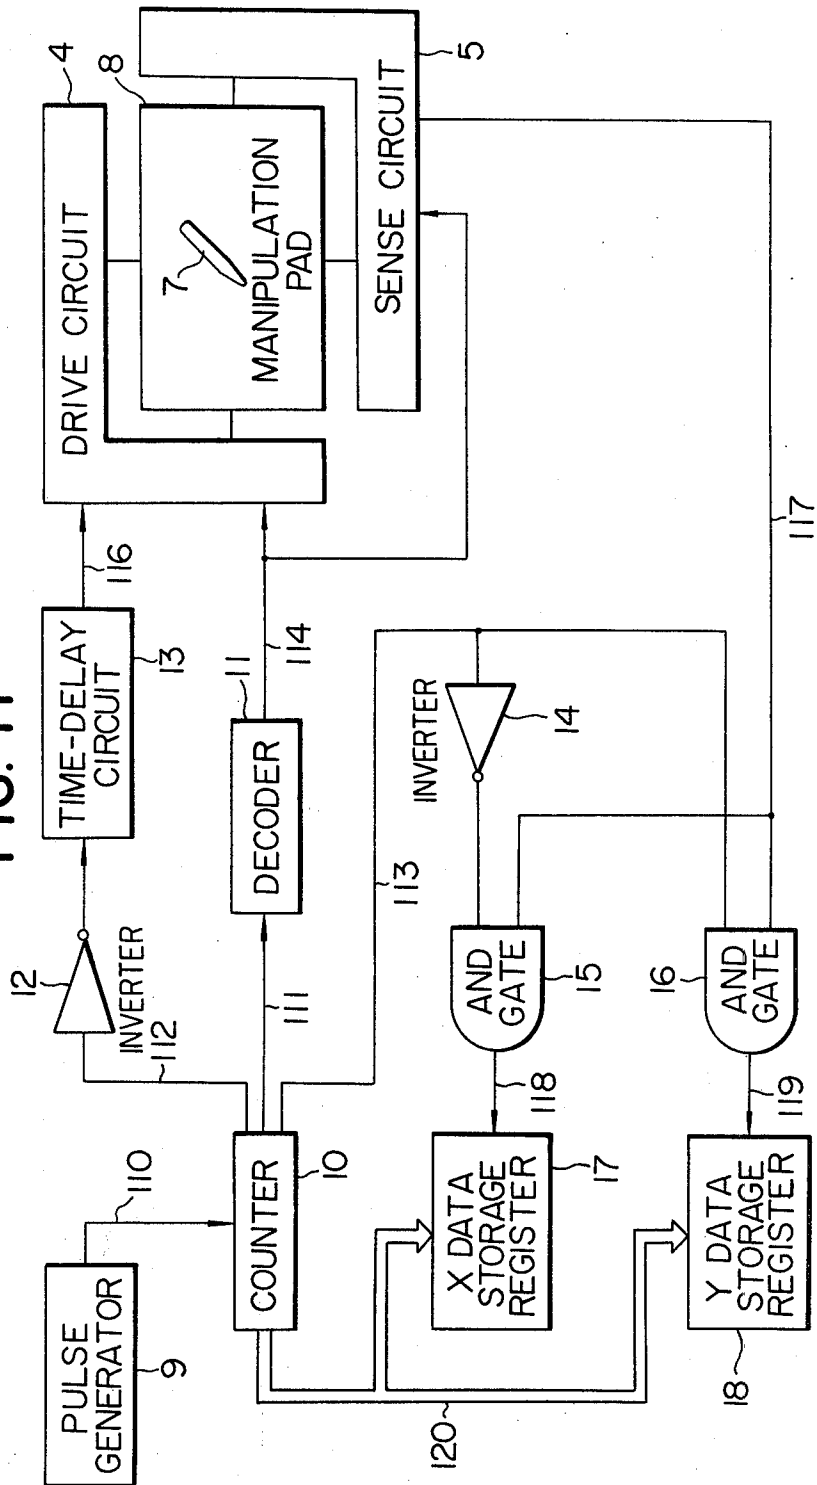 FIG. 11
PULSE
GENERATOR
9
110
COUNTER
10
120
112
12
INVERTER
111
113
TIME-DELAY
CIRCUIT
13
116
DECODER
11
114
DRIVE CIRCUIT
4
8
7
MANIPULATION
PAD
SENSE CIRCUIT
5
INVERTER
14
AND
GATE
15
118
X DATA
STORAGE
REGISTER
17
16
AND
GATE
119
Y DATA
STORAGE
REGISTER
18
117